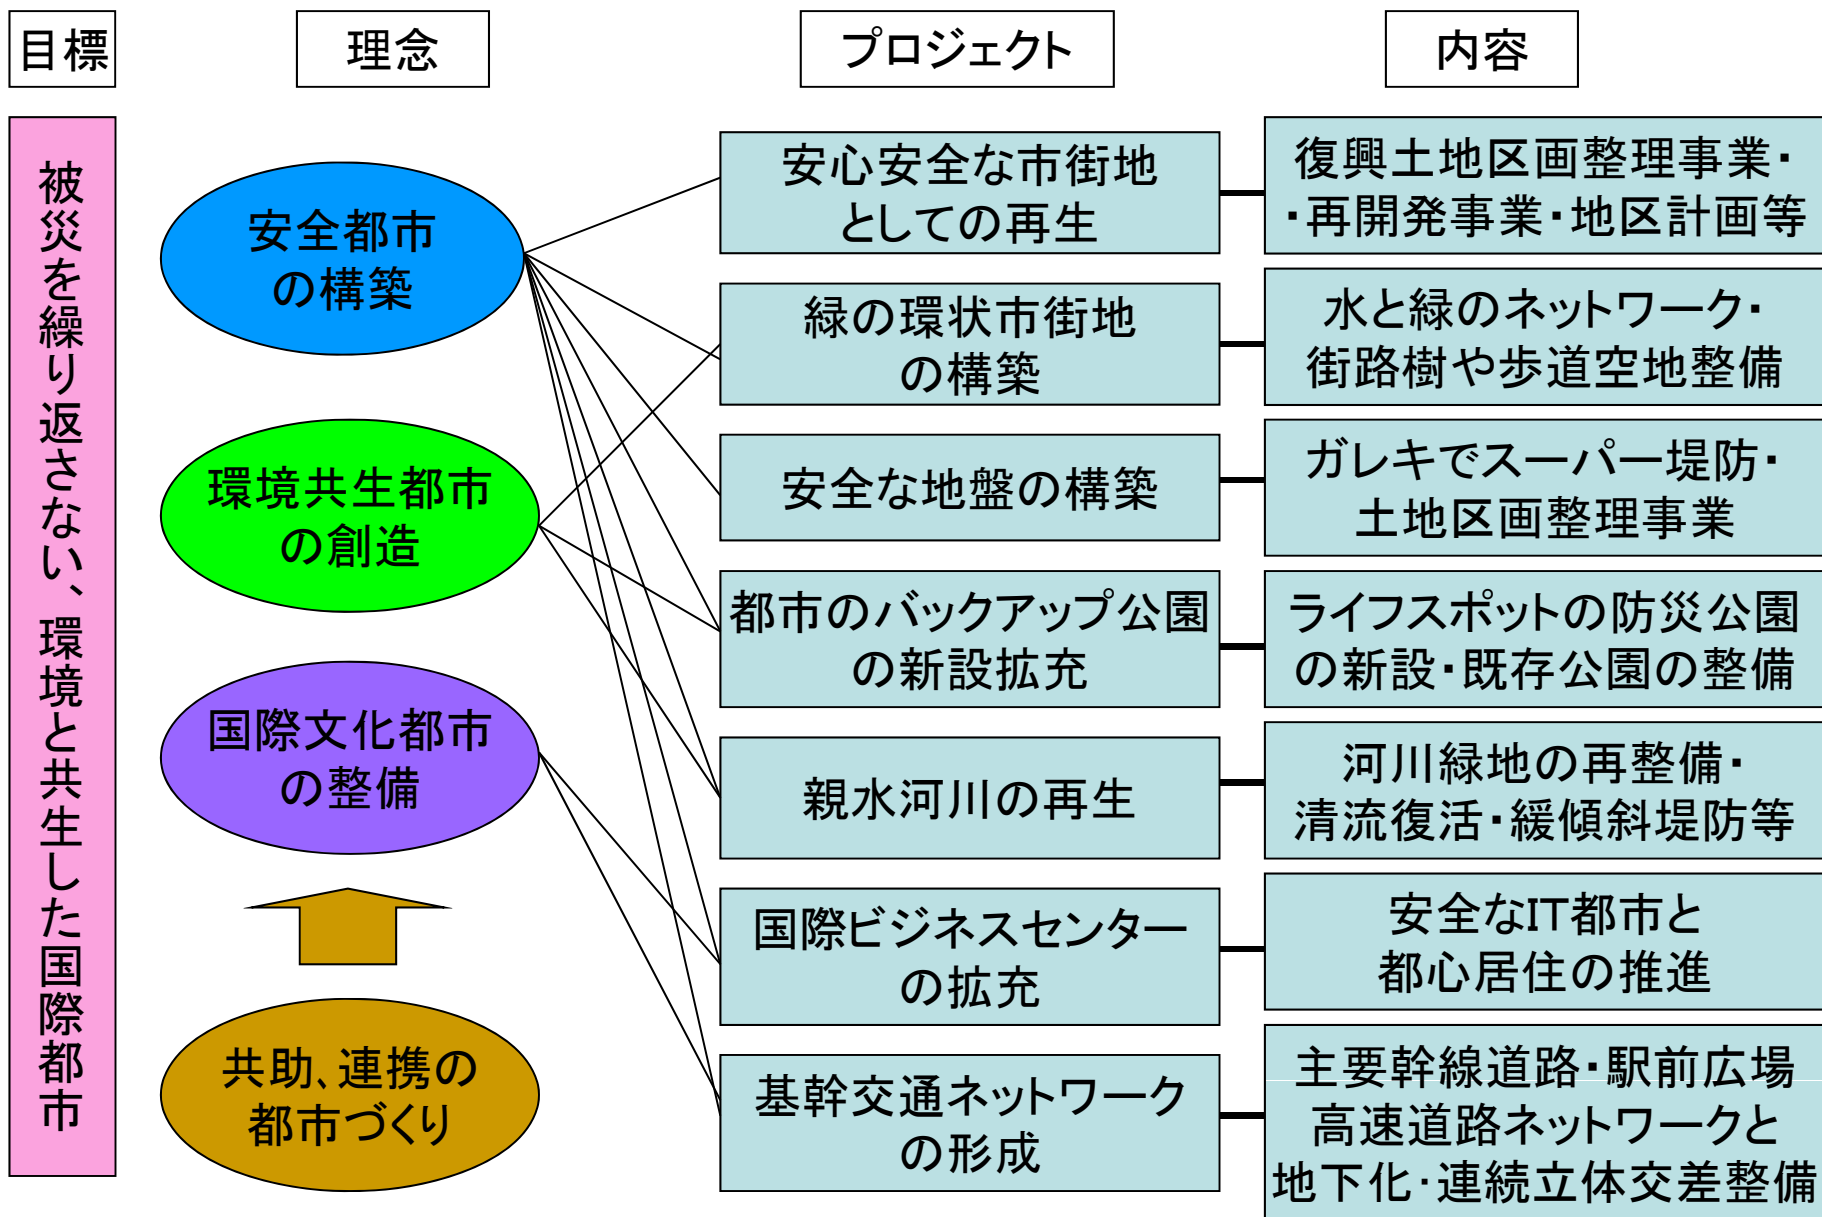 目標
理念
プロジェクト
内容
被災を繰り返さない、環境と共生した国際都市
安全都市
の構築
環境共生都市
の創造
国際文化都市
の整備
共助、連携の
都市づくり
安心安全な市街地
としての再生
緑の環状市街地
の構築
安全な地盤の構築
都市のバックアップ公園
の新設拡充
親水河川の再生
国際ビジネスセンター
の拡充
基幹交通ネットワーク
の形成
復興土地区画整理事業・
・再開発事業・地区計画等
水と緑のネットワーク・
街路樹や歩道空地整備
ガレキでスーパー堤防・
土地区画整理事業
ライフスポットの防災公園
の新設・既存公園の整備
河川緑地の再整備・
清流復活・緩傾斜堤防等
安全なIT都市と
都心居住の推進
主要幹線道路・駅前広場
高速道路ネットワークと
地下化・連続立体交差整備